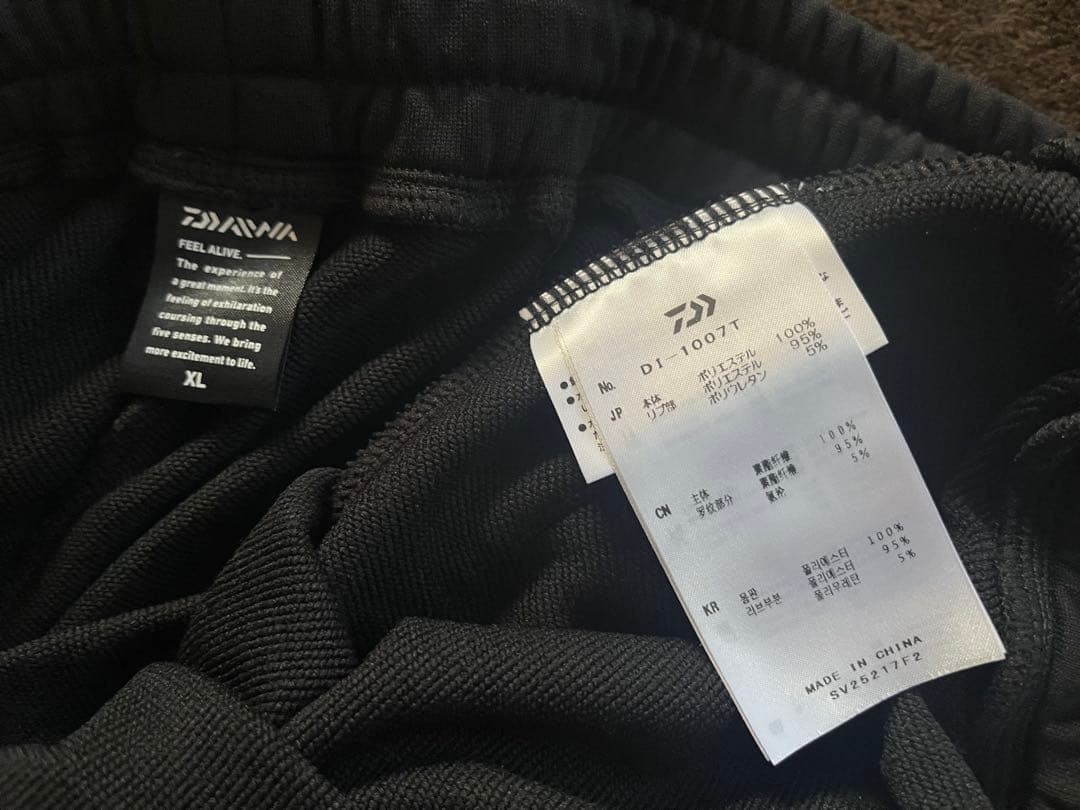 DAIWA
FEEL ALIVE.
The experience of
a great moment. It's the
feeling of exhilaration
coursing through the
five senses. We bring
more excitement to life.
XL
No. DI-1007T
JP 本体 ポリエステル 100%
リブ部 ポリエステル 95%
ポリウレタン 5%
CN 主体 聚酯纤维 100%
罗纹部分 聚酯纤维 95%
氨纶 5%
KR 몸판 폴리에스터 100%
리브부분 폴리에스터 95%
폴리우레탄 5%
MADE IN CHINA
SV25217F2